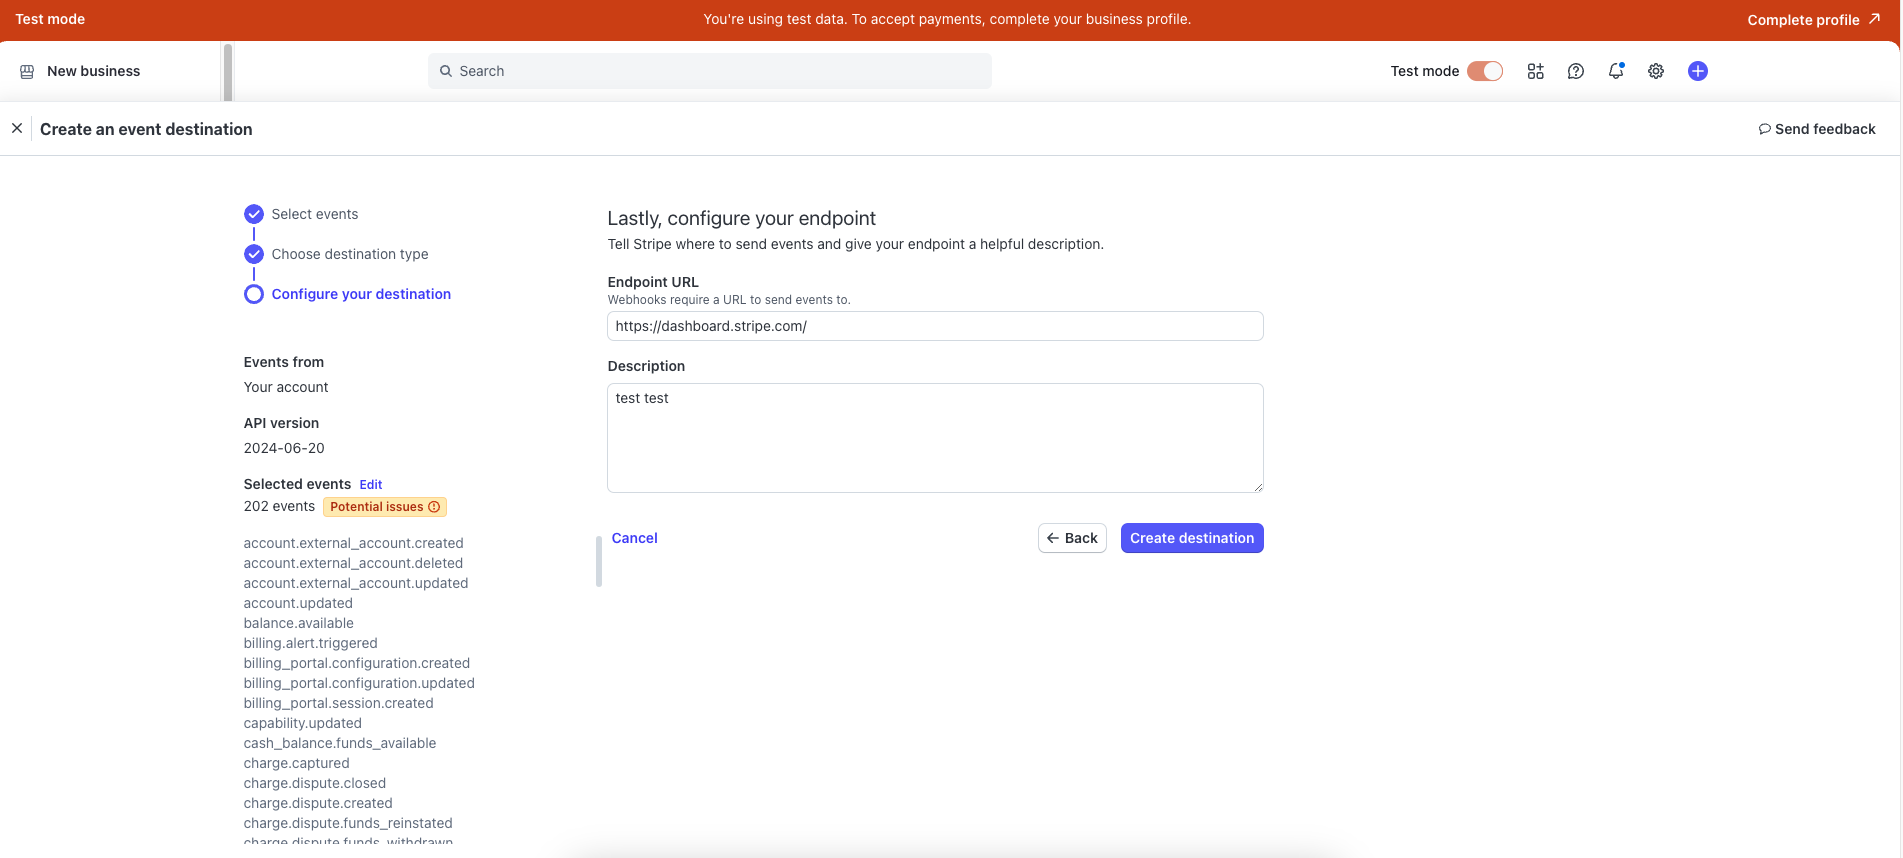 Test mode
You're using test data. To accept payments, complete your business profile.
Complete profile
New business
Search
Test mode
Create an event destination
Send feedback
Select events
Choose destination type
Configure your destination
Events from
Your account
API version
2024-06-20
Selected events Edit
202 events Potential issues
account.external_account.created
account.external_account.deleted
account.external_account.updated
account.updated
balance.available
billing.alert.triggered
billing_portal.configuration.created
billing_portal.configuration.updated
billing_portal.session.created
capability.updated
cash_balance.funds_available
charge.captured
charge.dispute.closed
charge.dispute.created
charge.dispute.funds_reinstated
charge.dispute.funds_withdrawn
Lastly, configure your endpoint
Tell Stripe where to send events and give your endpoint a helpful description.
Endpoint URL
Webhooks require a URL to send events to.
https://dashboard.stripe.com/
Description
test test
Cancel
Back
Create destination